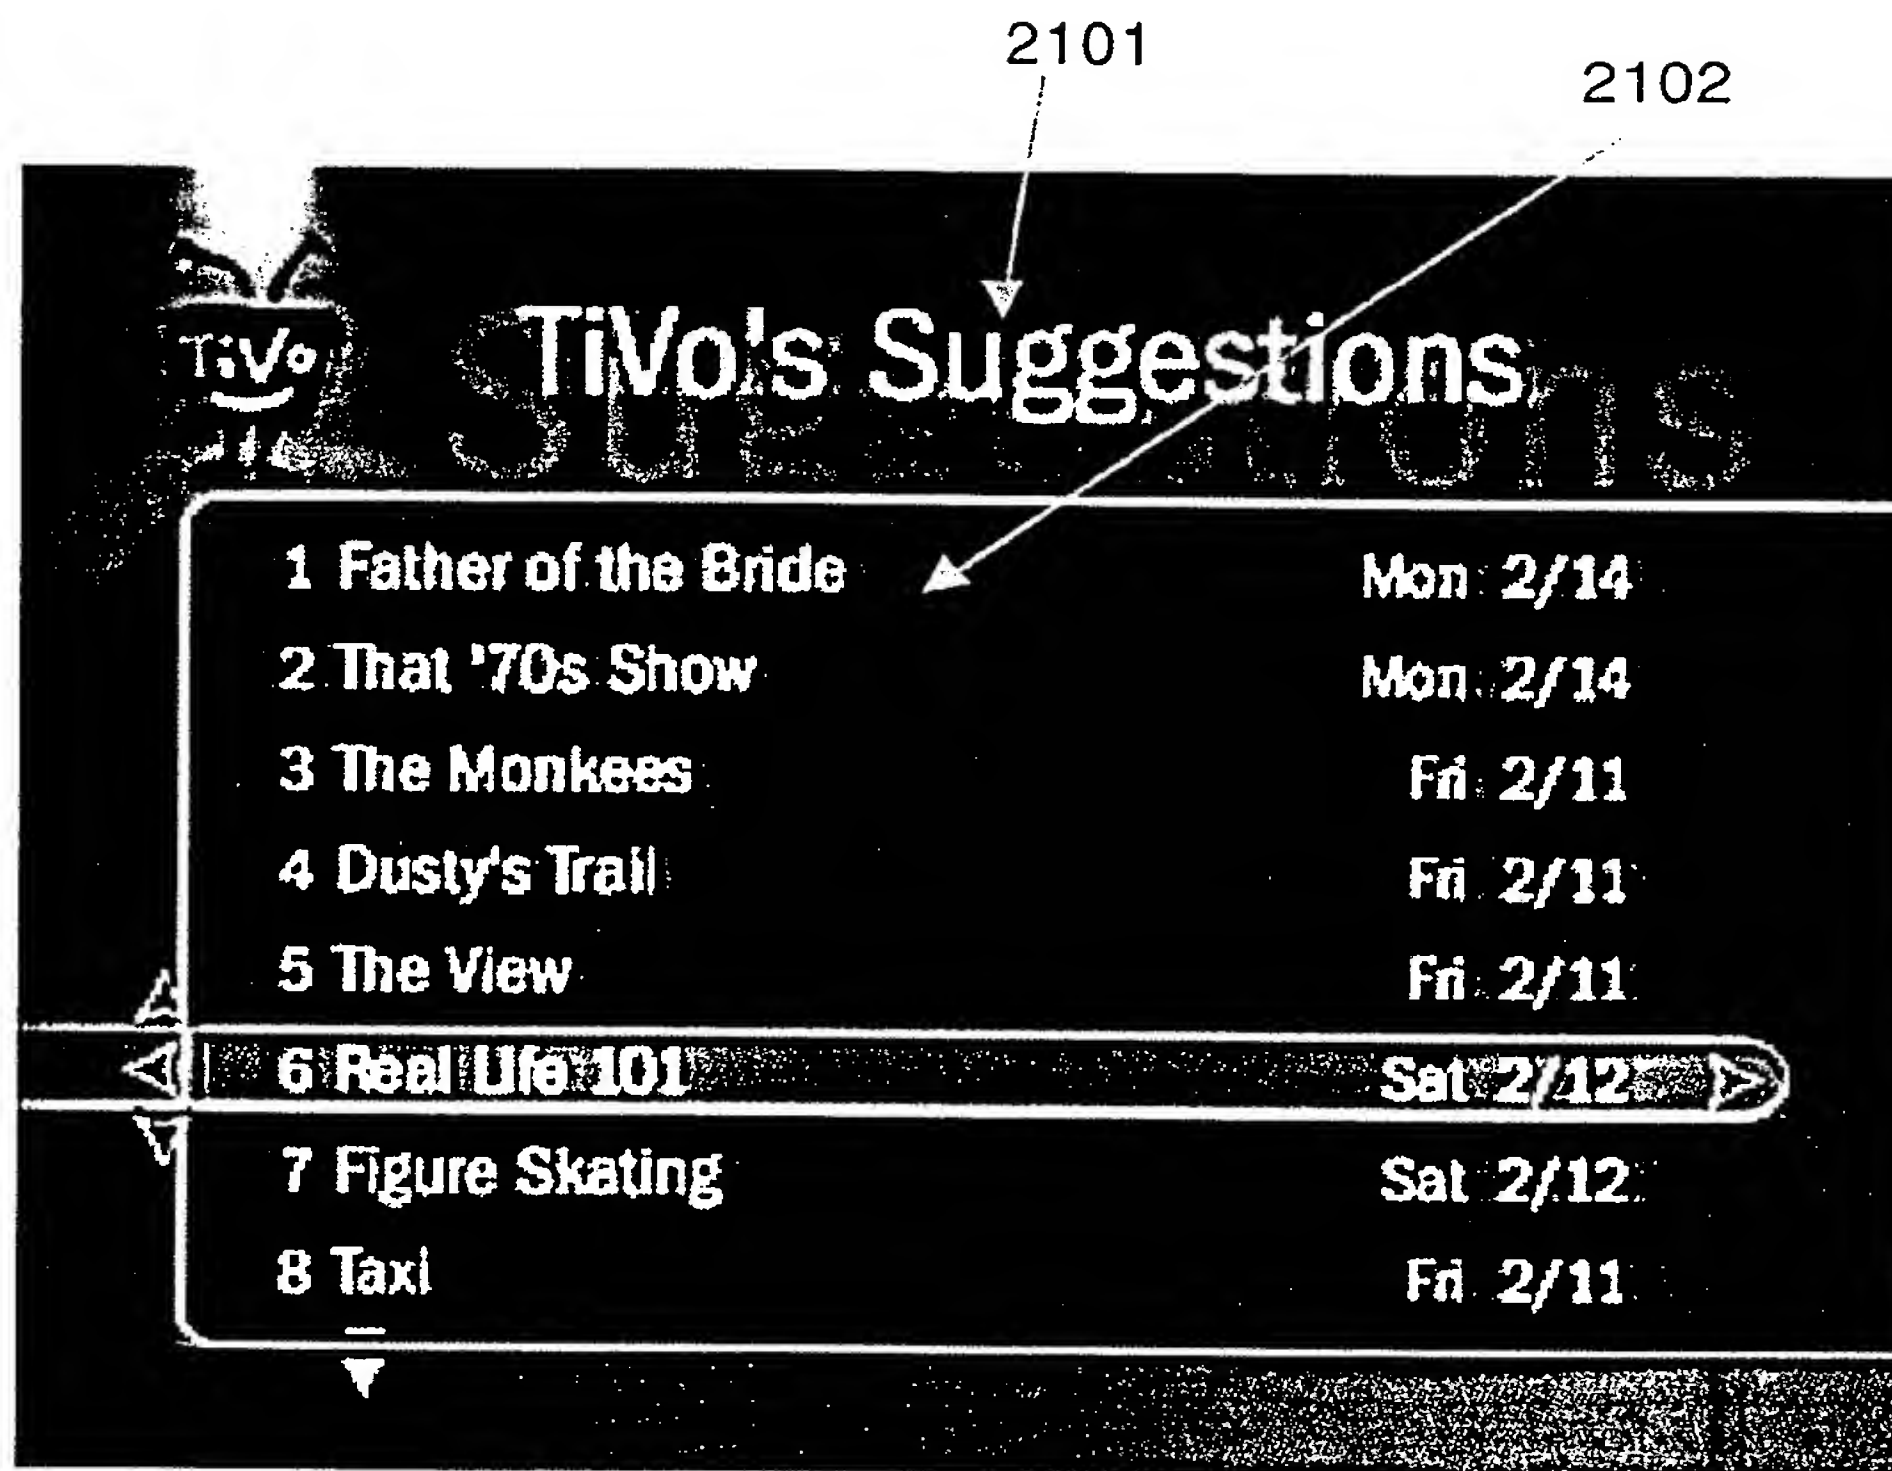 2101
2102
TiVo
TiVo's Suggestions
Suggestions
1 Father of the Bride Mon 2/14
2 That '70s Show Mon 2/14
3 The Monkees Fri 2/11
4 Dusty's Trail Fri 2/11
5 The View Fri 2/11
6 Real Life 101 Sat 2/12
7 Figure Skating Sat 2/12
8 Taxi Fri 2/11